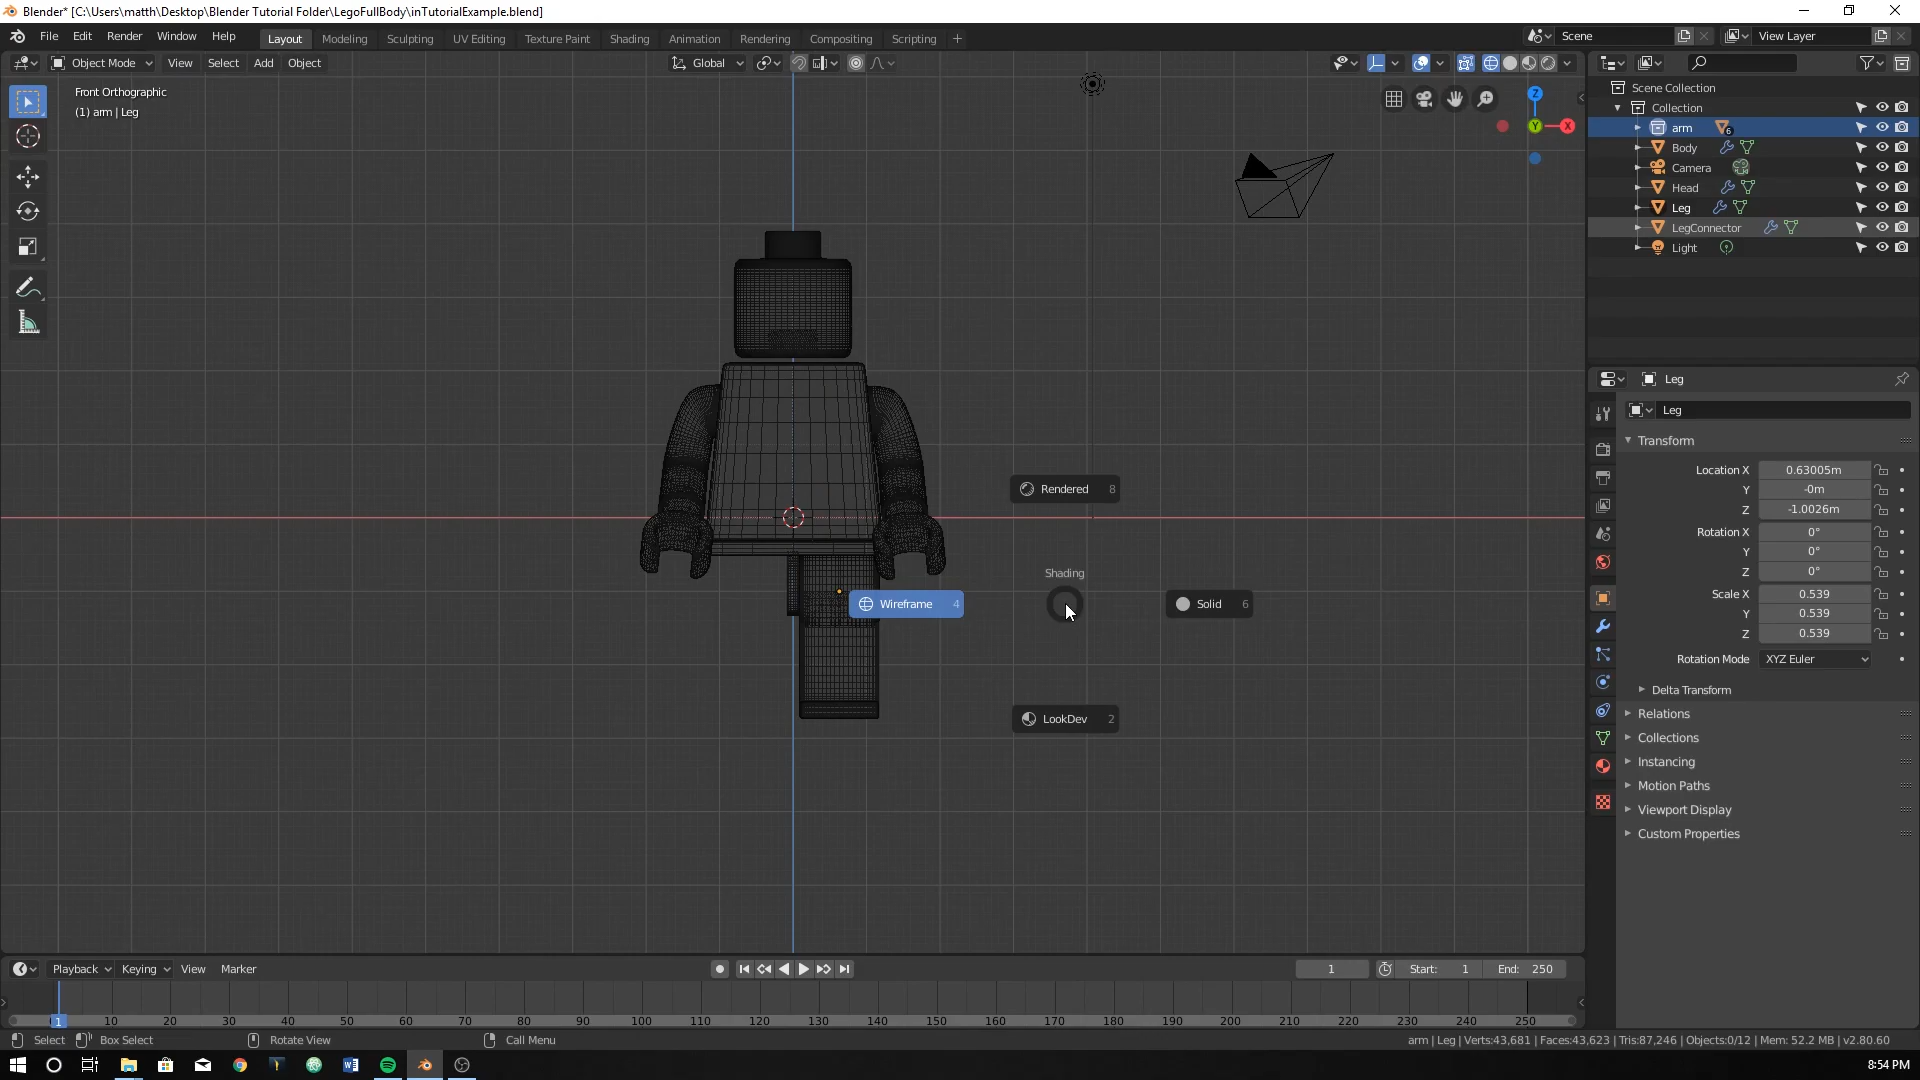 Blender* [C:\Users\matth\Desktop\Blender Tutorial Folder\LegoFullBody\inTutorialExample.blend]
File Edit Render Window Help Layout Modeling Sculpting UV Editing Texture Paint Shading Animation Rendering Compositing Scripting + Scene View Layer
Object Mode View Select Add Object Global
Front Orthographic
(1) arm | Leg
Z
Y X
Scene Collection
Collection
arm 6
Body
Camera
Head
Leg
LegConnector
Light
Leg
Leg
Transform
Location X 0.63005m
Y -0m
Z -1.0026m
Rotation X 0°
Y 0°
Z 0°
Scale X 0.539
Y 0.539
Z 0.539
Rotation Mode XYZ Euler
Delta Transform
Relations
Collections
Instancing
Motion Paths
Viewport Display
Custom Properties
Rendered 8
Shading
Wireframe 4
Solid 6
LookDev 2
Playback Keying View Marker 1 Start: 1 End: 250
1 10 20 30 40 50 60 70 80 90 100 110 120 130 140 150 160 170 180 190 200 210 220 230 240 250
Select Box Select Rotate View Call Menu arm | Leg | Verts:43,681 | Faces:43,623 | Tris:87,246 | Objects:0/12 | Mem: 52.2 MB | v2.80.60
8:54 PM